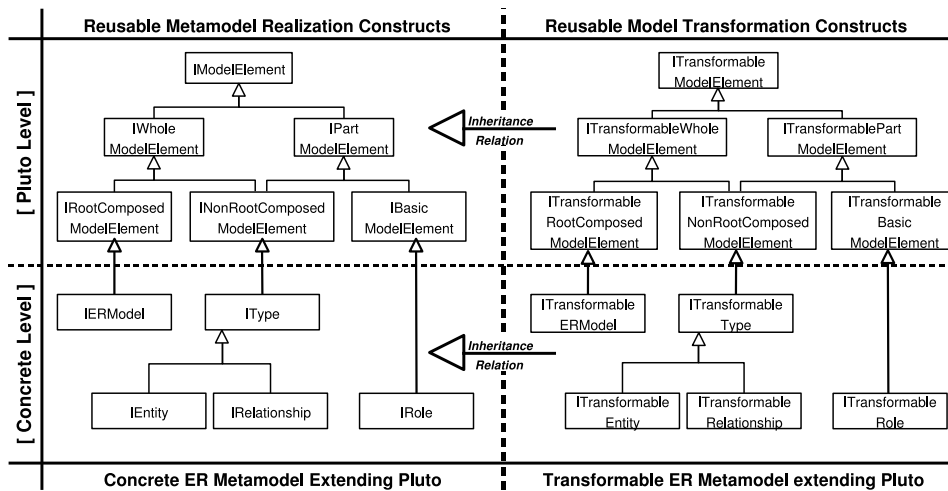 Reusable Metamodel Realization Constructs
Reusable Model Transformation Constructs
[ Pluto Level ]
IModelElement
IWhole
ModelElement
IPart
ModelElement
IRootComposed
ModelElement
INonRootComposed
ModelElement
IBasic
ModelElement
Inheritance
Relation
ITransformable
ModelElement
ITransformableWhole
ModelElement
ITransformablePart
ModelElement
ITransformable
RootComposed
ModelElement
ITransformable
NonRootComposed
ModelElement
ITransformable
Basic
ModelElement
[ Concrete Level ]
IERModel
IType
IEntity
IRelationship
IRole
Inheritance
Relation
ITransformable
ERModel
ITransformable
Type
ITransformable
Entity
ITransformable
Relationship
ITransformable
Role
Concrete ER Metamodel Extending Pluto
Transformable ER Metamodel extending Pluto